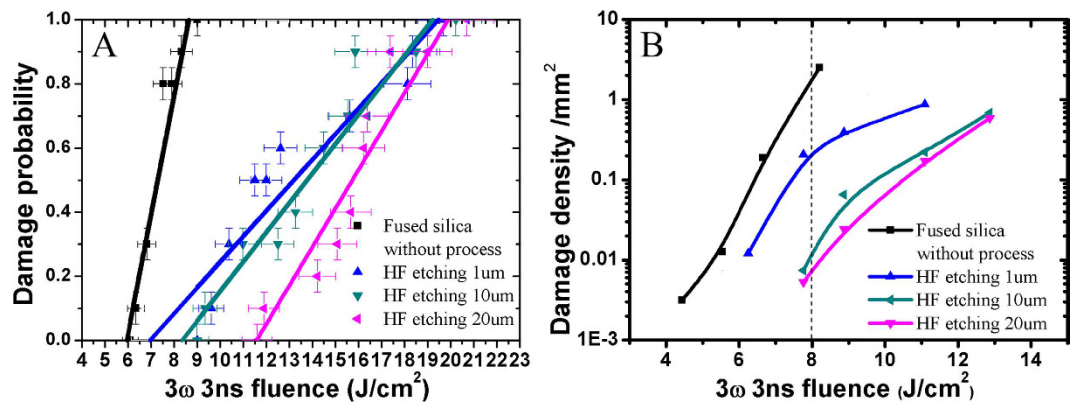 A
Damage probability
1.0
0.8
0.6
0.4
0.2
0.0
Fused silica
without process
HF etching 1um
HF etching 10um
HF etching 20um
4 5 6 7 8 9 10 11 12 13 14 15 16 17 18 19 20 21 22 23
3ω 3ns fluence (J/cm²)
B
Damage density /mm²
10
1
0.1
0.01
1E-3
Fused silica
without process
HF etching 1um
HF etching 10um
HF etching 20um
4 6 8 10 12 14
3ω 3ns fluence (J/cm²)